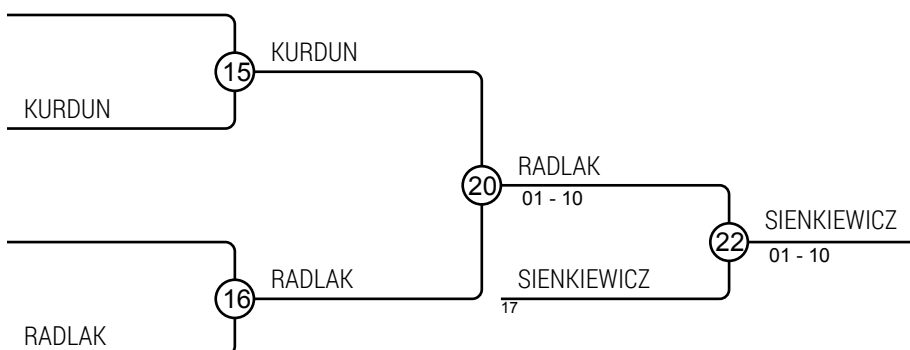 KURDUN
15
KURDUN
RADLAK
20
01 - 10
SIENKIEWICZ
22
01 - 10
RADLAK
SIENKIEWICZ
16
17
RADLAK